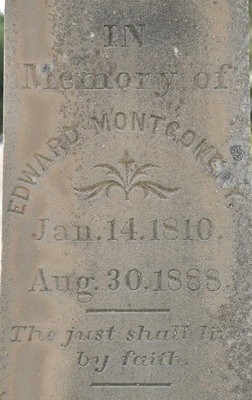 IN
Memory of
EDWARD MONTGOMERY.
Jan. 14. 1810.
Aug. 30. 1888.
The just shall live
by faith.